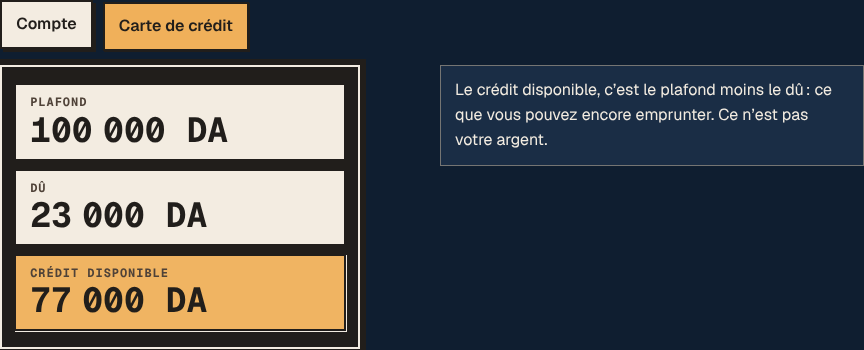 Compte
Carte de crédit
PLAFOND
100 000 DA
DÛ
23 000 DA
CRÉDIT DISPONIBLE
77 000 DA
Le crédit disponible, c’est le plafond moins le dû : ce
que vous pouvez encore emprunter. Ce n’est pas
votre argent.